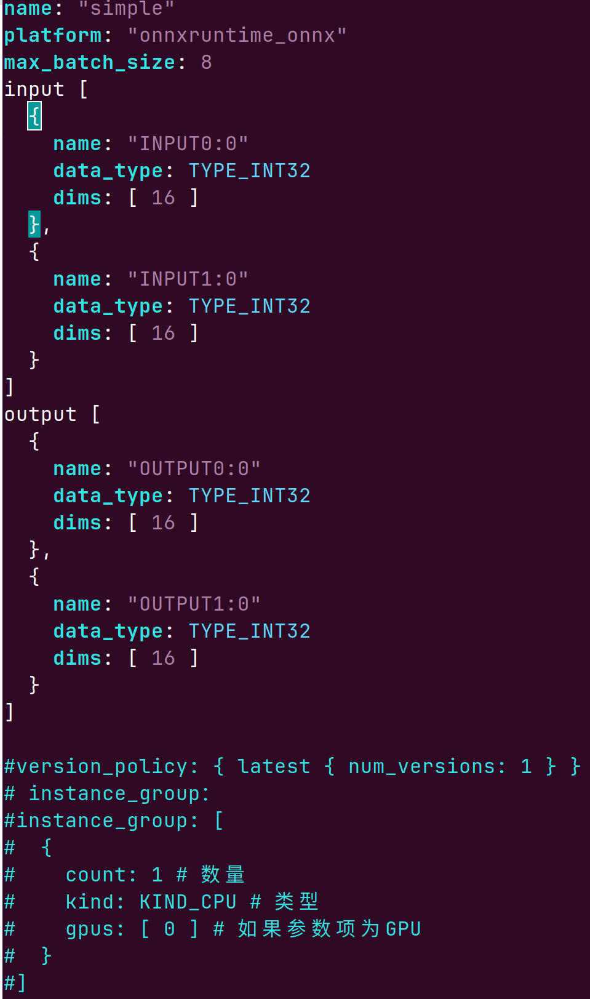 name: "simple"
platform: "onnxruntime_onnx"
max_batch_size: 8
input [
  {
    name: "INPUT0:0"
    data_type: TYPE_INT32
    dims: [ 16 ]
  },
  {
    name: "INPUT1:0"
    data_type: TYPE_INT32
    dims: [ 16 ]
  }
]
output [
  {
    name: "OUTPUT0:0"
    data_type: TYPE_INT32
    dims: [ 16 ]
  },
  {
    name: "OUTPUT1:0"
    data_type: TYPE_INT32
    dims: [ 16 ]
  }
]

#version_policy: { latest { num_versions: 1 } }
# instance_group：
#instance_group: [
#  {
#    count: 1 # 数量
#    kind: KIND_CPU # 类型
#    gpus: [ 0 ] # 如果参数项为GPU
#  }
#]